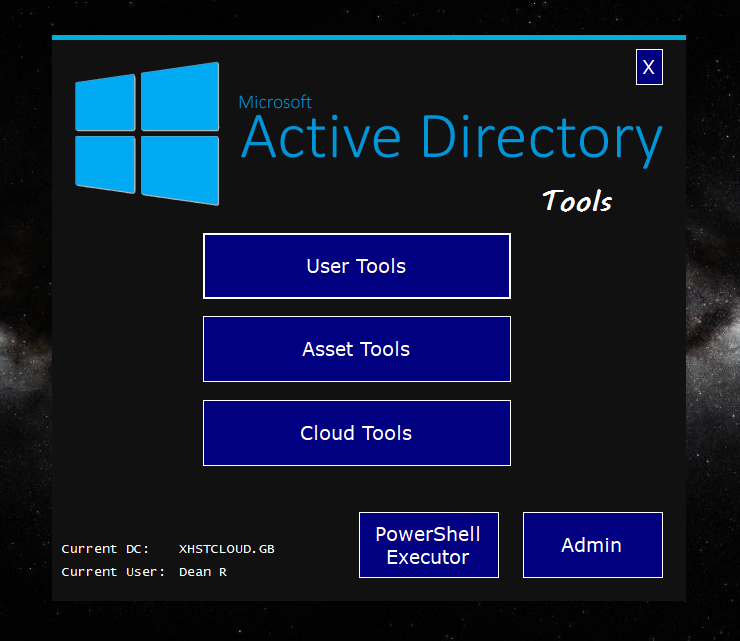 X
Microsoft
Active Directory
Tools
User Tools
Asset Tools
Cloud Tools
PowerShell
Executor
Admin
Current DC: XHSTCLOUD.GB
Current User: Dean R